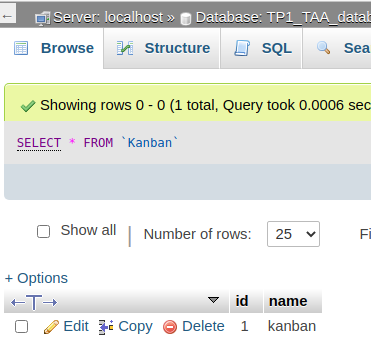 Server: localhost » Database: TP1_TAA_datab
Browse Structure SQL Sea
Showing rows 0 - 0 (1 total, Query took 0.0006 sec
SELECT * FROM `Kanban`
Show all | Number of rows: 25 Fi
+ Options
←T→ id name
Edit Copy Delete 1 kanban